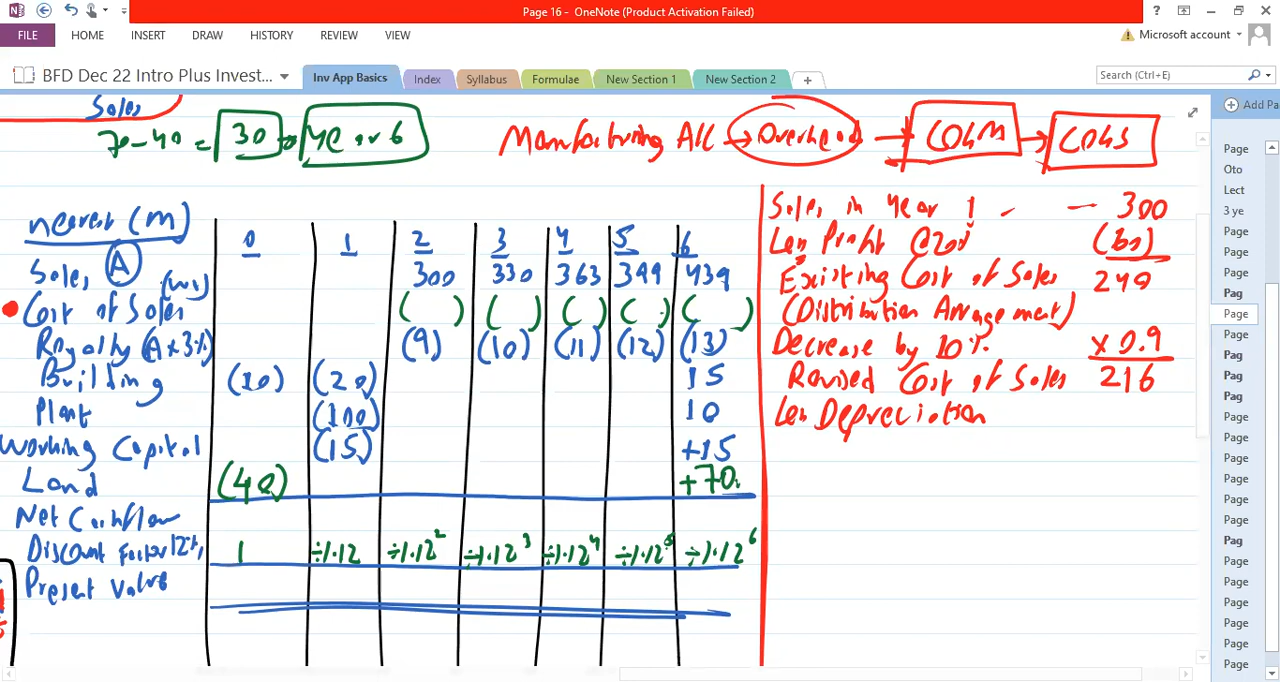 Page 16 - OneNote (Product Activation Failed)
FILE HOME INSERT DRAW HISTORY REVIEW VIEW Microsoft account
BFD Dec 22 Intro Plus Invest... Inv App Basics Index Syllabus Formulae New Section 1 New Section 2 Search (Ctrl+E)
Add Pa
Sales
70-40 = 30 → YE or 6
Manufacturing A/C → Overhead → COGM → COGS
nearest (m) 0 1 2 3 4 5 6
Sales A 300 330 363 399 439
Cost of Sales (W1) ( ) ( ) ( ) ( ) ( )
Royalty (A x 3%) (9) (10) (11) (12) (13)
Building (10) (20) 15
Plant (100) 10
Working Capital (15) +15
Land (40) +70
Net Cashflow
Discount factor 12% 1 ÷1.12 ÷1.12² ÷1.12³ ÷1.12⁴ ÷1.12⁵ ÷1.12⁶
Present Value
Sales in Year 1 - - 300
Less Profit @20% (60)
Existing Cost of Sales 240
(Distribution Arrangement)
Decrease by 10% x 0.9
Revised Cost of Sales 216
Less Depreciation
Page
Oto
Lect
3 ye
Page
Page
Page
Pag
Page
Page
Pag
Pag
Pag
Page
Page
Page
Pag
Page
Page
Pag
Page
Page
Page
Page